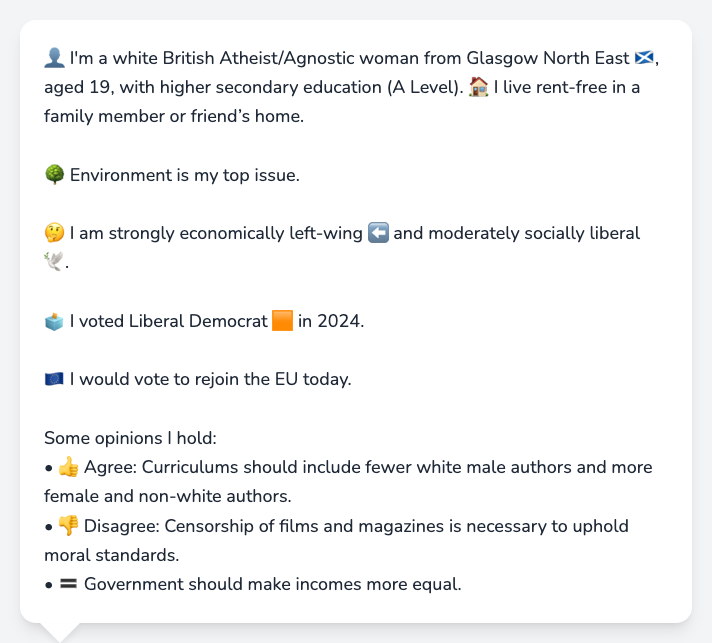 👤 I'm a white British Atheist/Agnostic woman from Glasgow North East 🏴󠁧󠁢󠁳󠁣󠁴󠁿,
aged 19, with higher secondary education (A Level). 🏠 I live rent-free in a
family member or friend’s home.
🌳 Environment is my top issue.
🤔 I am strongly economically left-wing ⬅️ and moderately socially liberal
🕊️.
🗳️ I voted Liberal Democrat 🟧 in 2024.
🇪🇺 I would vote to rejoin the EU today.
Some opinions I hold:
• 👍 Agree: Curriculums should include fewer white male authors and more
female and non-white authors.
• 👎 Disagree: Censorship of films and magazines is necessary to uphold
moral standards.
• 🟰 Government should make incomes more equal.